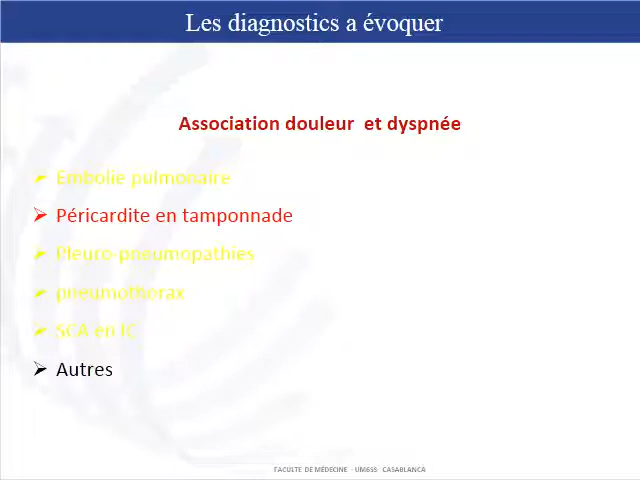 Les diagnostics a évoquer
Association douleur et dyspnée
Embolie pulmonaire
Péricardite en tamponnade
Pleuro-pneumopathies
pneumothorax
SCA en IC
Autres
FACULTE DE MÉDECINE - UM6SS CASABLANCA